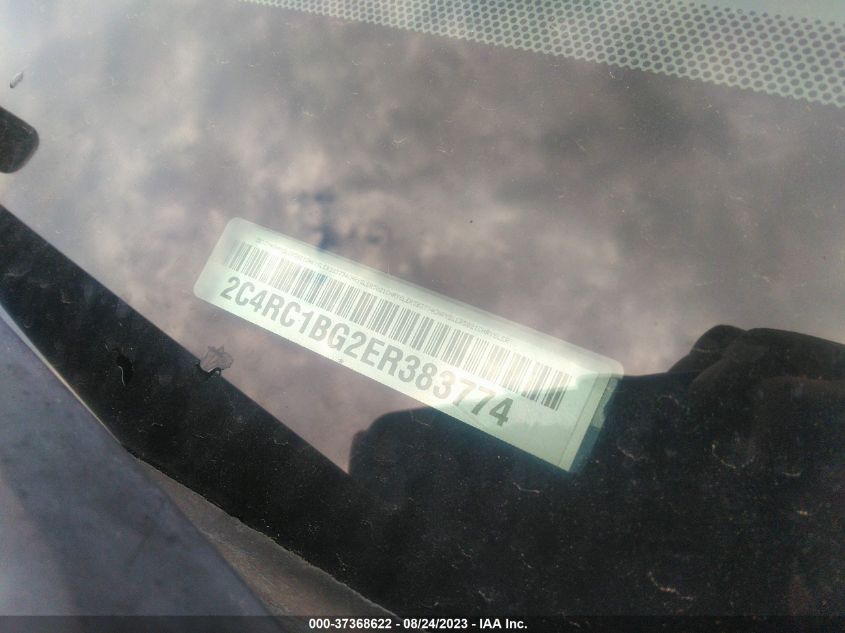 2C4RC1BG2ER383774
000-37368622 - 08/24/2023 - IAA Inc.